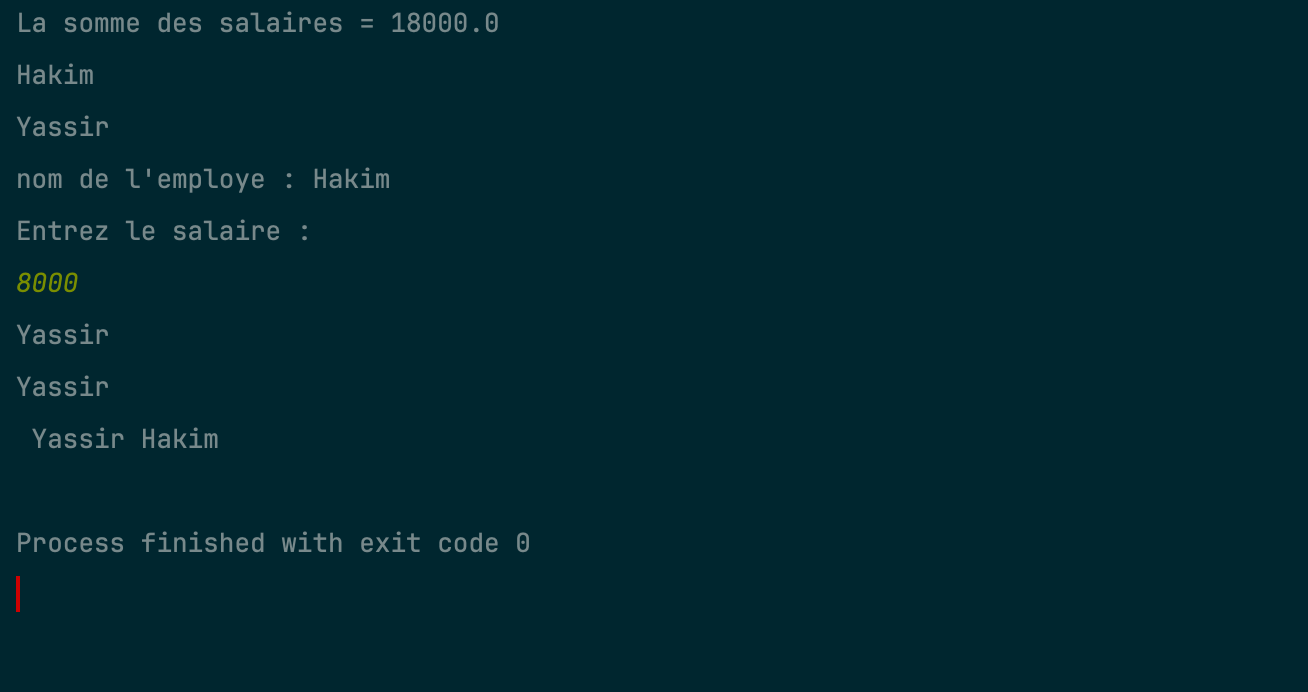 La somme des salaires = 18000.0
Hakim
Yassir
nom de l'employe : Hakim
Entrez le salaire :
8000
Yassir
Yassir
 Yassir Hakim
Process finished with exit code 0